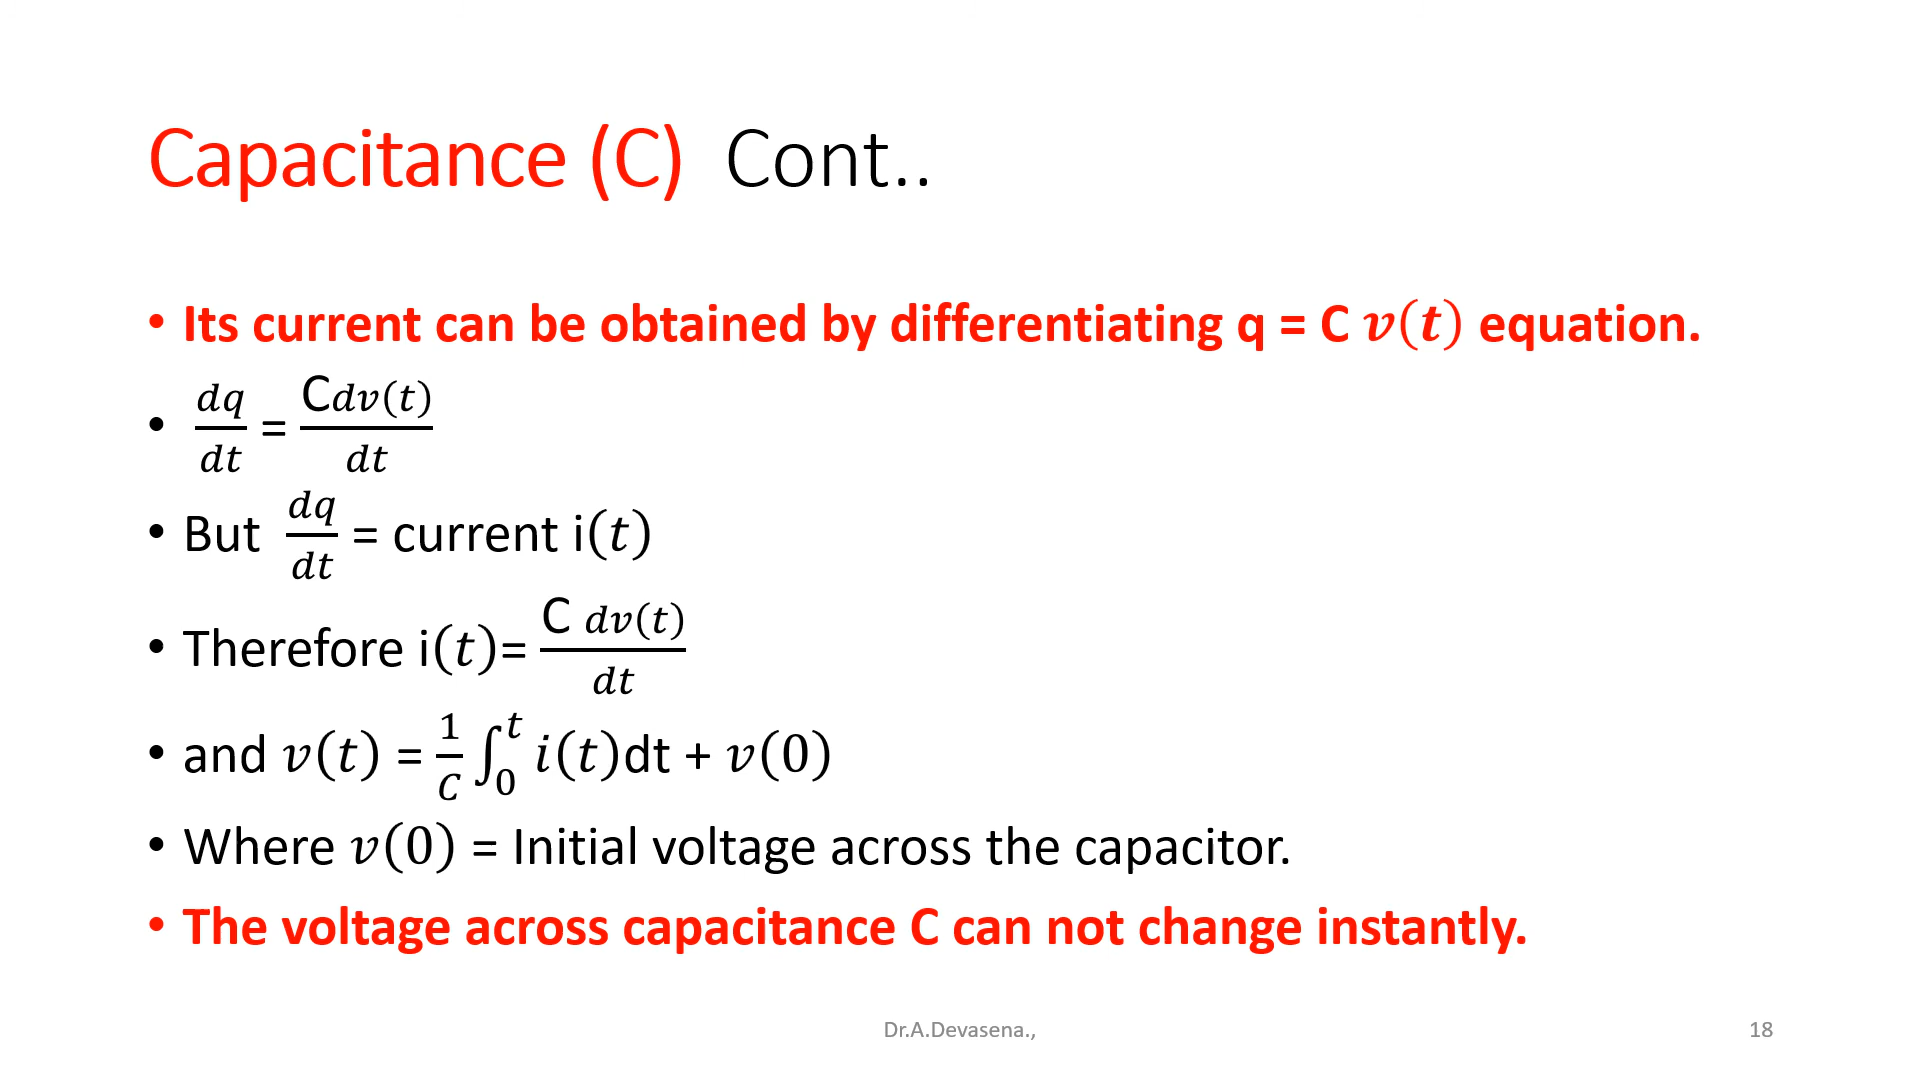 Capacitance (C) Cont..
• Its current can be obtained by differentiating q = C 𝒗(𝒕) equation.
• 𝑑𝑞/𝑑𝑡 = C𝑑𝑣(𝑡)/𝑑𝑡
• But 𝑑𝑞/𝑑𝑡 = current i(𝑡)
• Therefore i(𝑡)= C 𝑑𝑣(𝑡)/𝑑𝑡
• and 𝑣(𝑡) = 1/𝐶 ∫₀ᵗ 𝑖(𝑡)dt + 𝑣(0)
• Where 𝑣(0) = Initial voltage across the capacitor.
• The voltage across capacitance C can not change instantly.
Dr.A.Devasena., 18